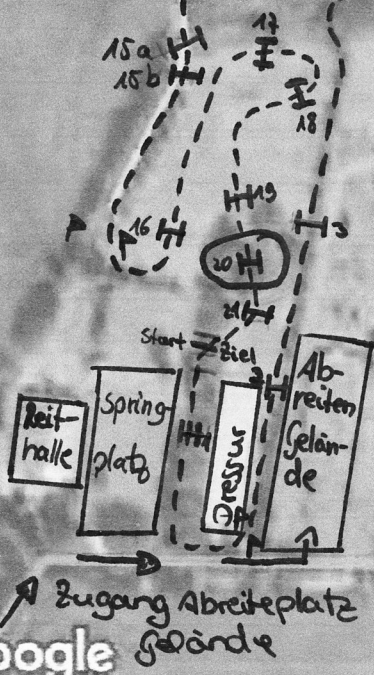 17
15a
15b
18
19
16
3
20
21
Start
Ziel
2
Ab-
reiten
Gelän-
de
Spring-
platz
Reit-
halle
Dressur
1
Zugang Abreiteplatz
Gelände
oogle